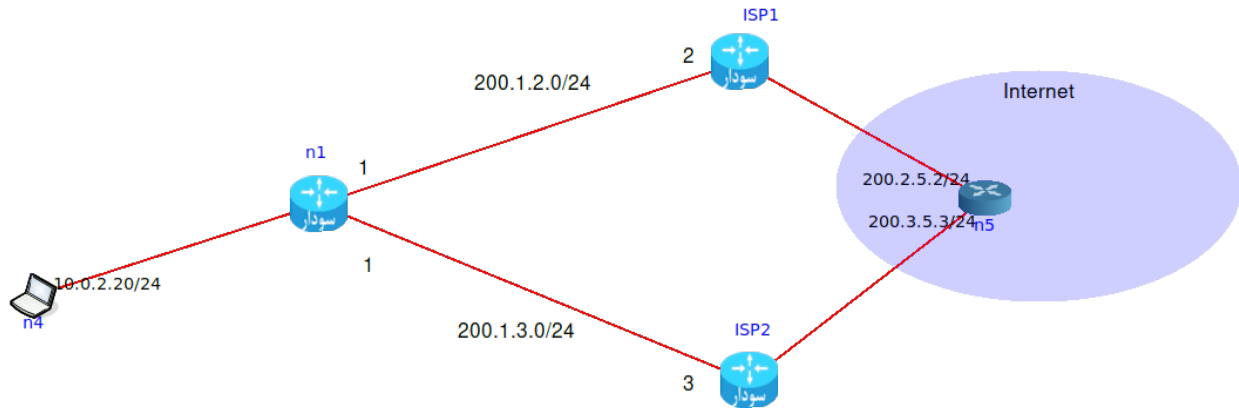 ISP1
2
سودار
200.1.2.0/24
Internet
n1
1
سودار
200.2.5.2/24
200.3.5.3/24
n5
1
10.0.2.20/24
n4
200.1.3.0/24
ISP2
3
سودار